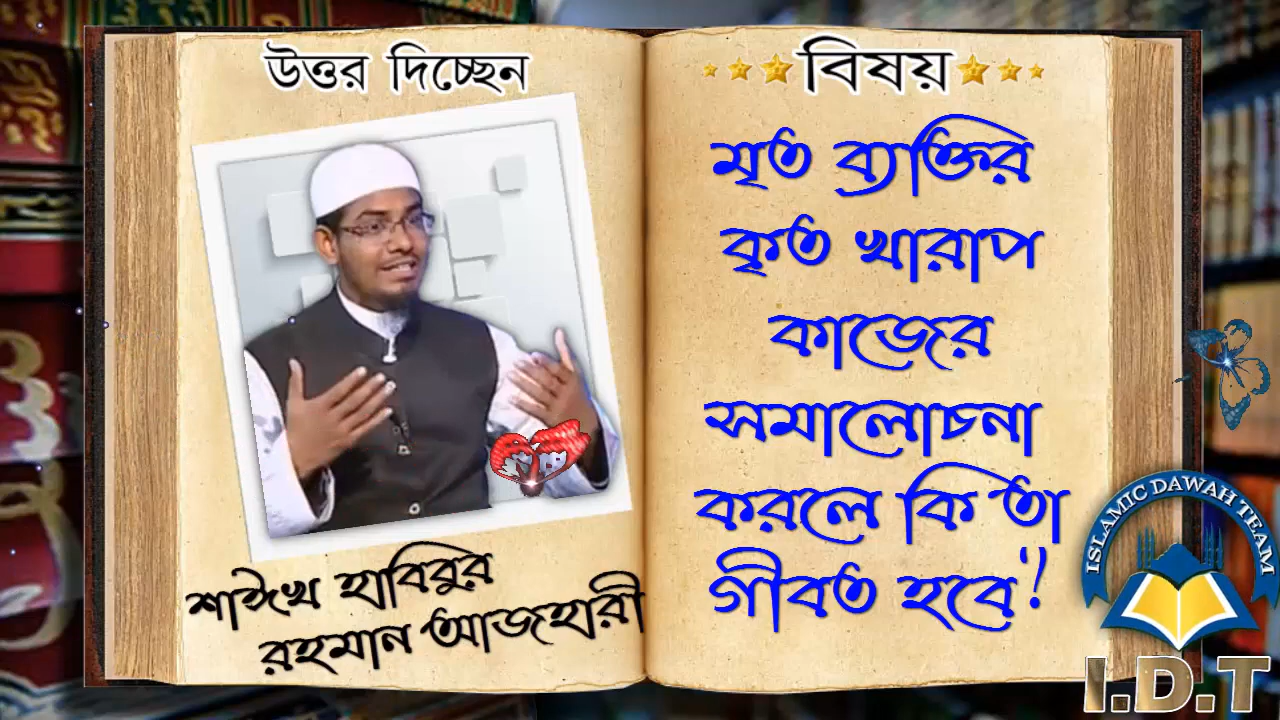 উত্তর দিচ্ছেন
শাঈখ হাবিবুর
রহমান আজহারী
বিষয়
মৃত ব্যক্তির
কৃত খারাপ
কাজের
সমালোচনা
করলে কি তা
গীবত হবে?
ISLAMIC DAWAH TEAM
I.D.T